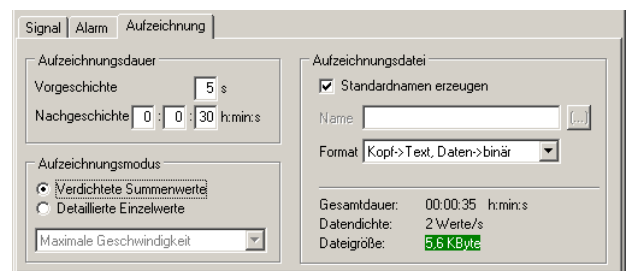 Signal Alarm Aufzeichnung
Aufzeichnungsdauer
Vorgeschichte 5 s
Nachgeschichte 0 : 0 : 30 h:min:s
Aufzeichnungsmodus
Verdichtete Summenwerte
Detaillierte Einzelwerte
Maximale Geschwindigkeit
Aufzeichnungsdatei
Standardnamen erzeugen
Name (...)
Format Kopf->Text, Daten->binär
Gesamtdauer: 00:00:35 h:min:s
Datendichte: 2 Werte/s
Dateigröße: 5,6 KByte